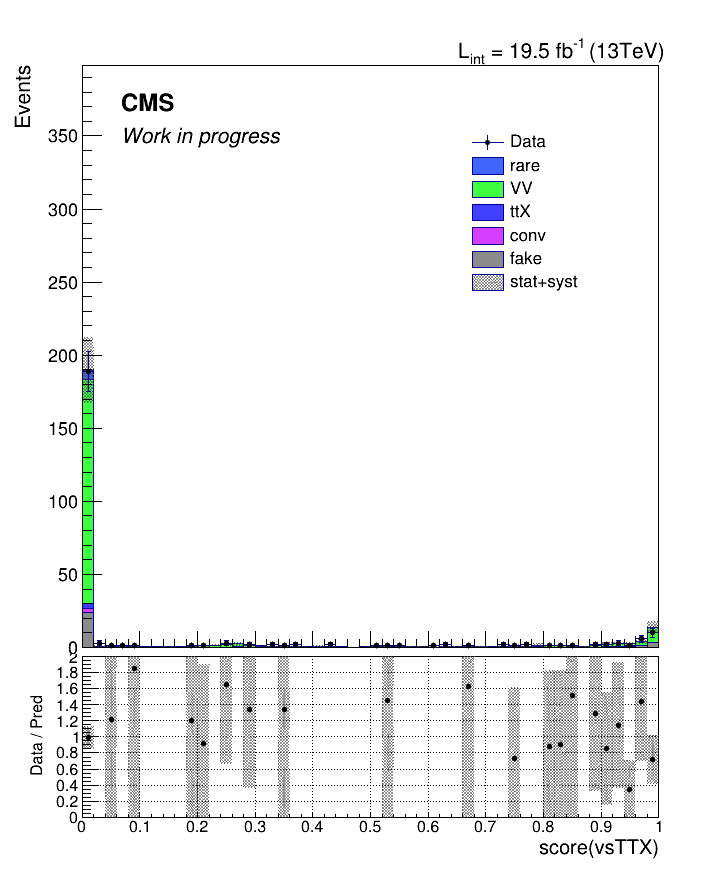 L_int = 19.5 fb^-1 (13TeV)
Events
CMS
Work in progress
350
300
250
200
150
100
50
0
Data
rare
VV
ttX
conv
fake
stat+syst
Data / Pred
2
1.8
1.6
1.4
1.2
1
0.8
0.6
0.4
0.2
0
0 0.1 0.2 0.3 0.4 0.5 0.6 0.7 0.8 0.9 1
score(vsTTX)